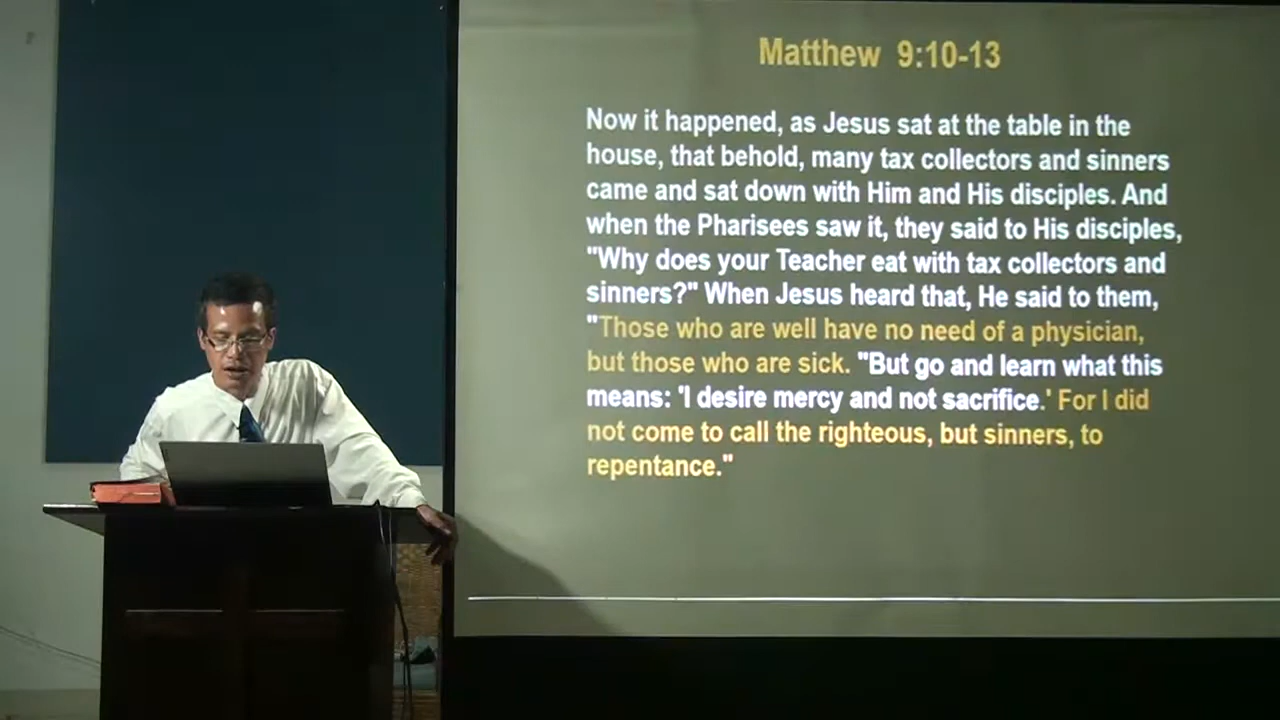 Matthew 9:10-13
Now it happened, as Jesus sat at the table in the
house, that behold, many tax collectors and sinners
came and sat down with Him and His disciples. And
when the Pharisees saw it, they said to His disciples,
"Why does your Teacher eat with tax collectors and
sinners?" When Jesus heard that, He said to them,
"Those who are well have no need of a physician,
but those who are sick. "But go and learn what this
means: 'I desire mercy and not sacrifice.' For I did
not come to call the righteous, but sinners, to
repentance."